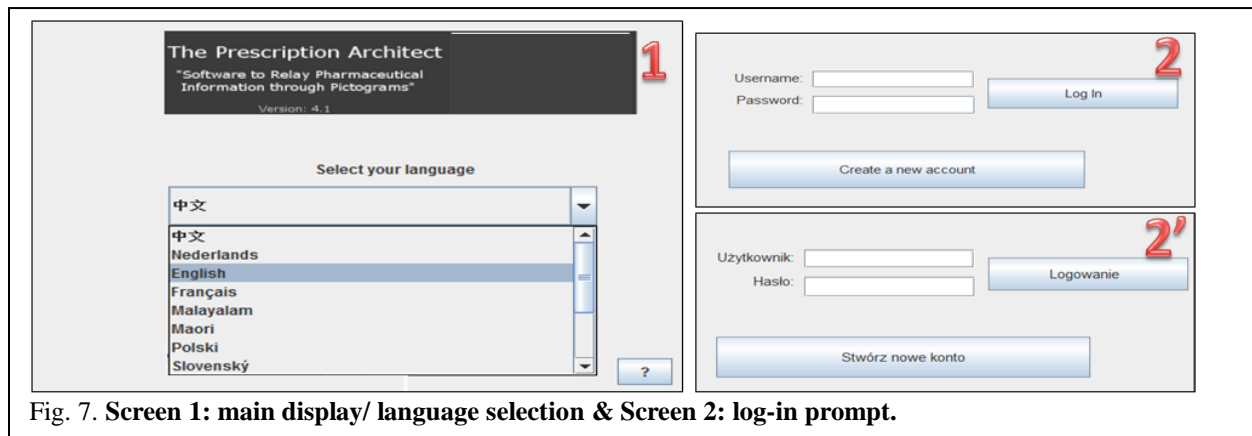 The Prescription Architect
"Software to Relay Pharmaceutical
Information through Pictograms"
Version: 4.1
1
Select your language
中文
中文
Nederlands
English
Français
Malayalam
Maori
Polski
Slovenský
?
2
Username:
Log In
Password:
Create a new account
2'
Użytkownik:
Logowanie
Hasło:
Stwórz nowe konto
Fig. 7. Screen 1: main display/ language selection & Screen 2: log-in prompt.